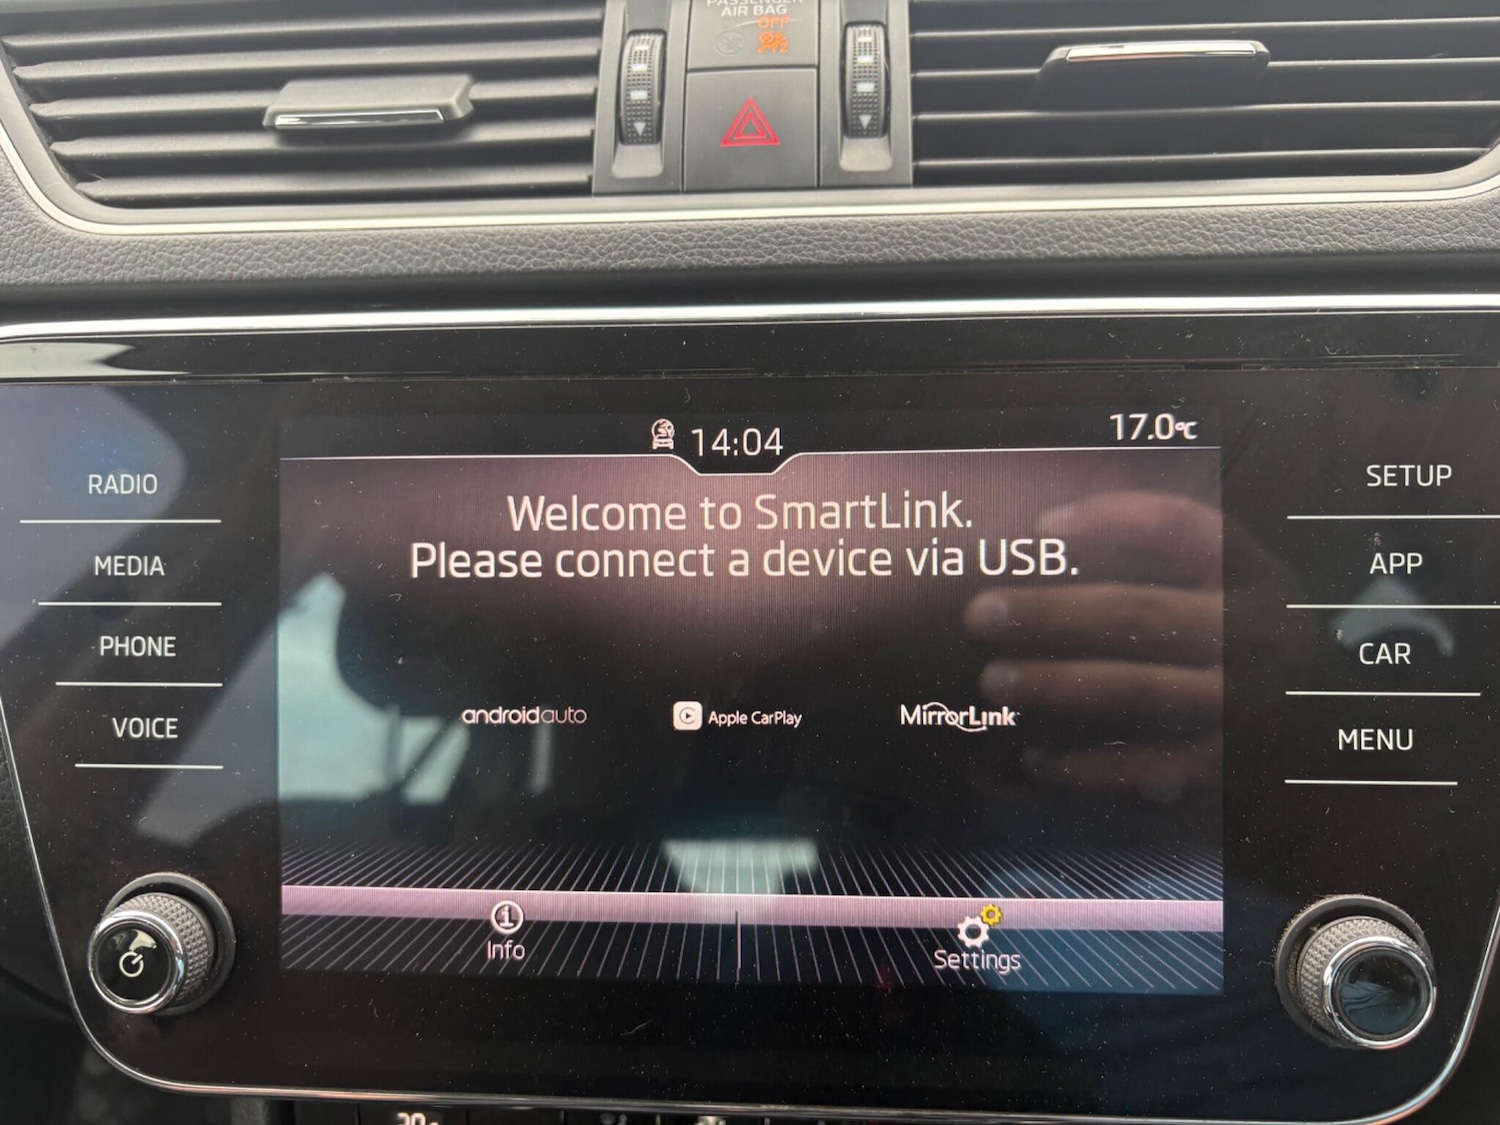 PASSENGER
AIR BAG
OFF
14:04
17.0°C
RADIO
MEDIA
PHONE
VOICE
Welcome to SmartLink.
Please connect a device via USB.
androidauto
Apple CarPlay
MirrorLink
Info
Settings
SETUP
APP
CAR
MENU